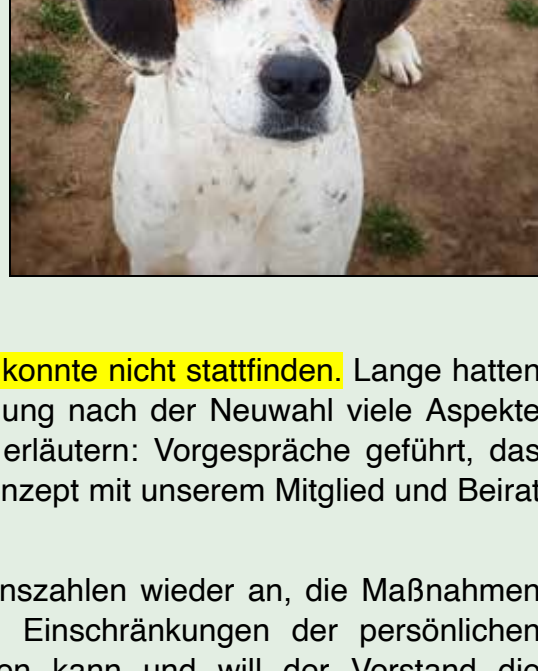 konnte nicht stattfinden. Lange hatten
ung nach der Neuwahl viele Aspekte
erläutern: Vorgespräche geführt, das
nzept mit unserem Mitglied und Beirat
nszahlen wieder an, die Maßnahmen
Einschränkungen der persönlichen
en kann und will der Vorstand die